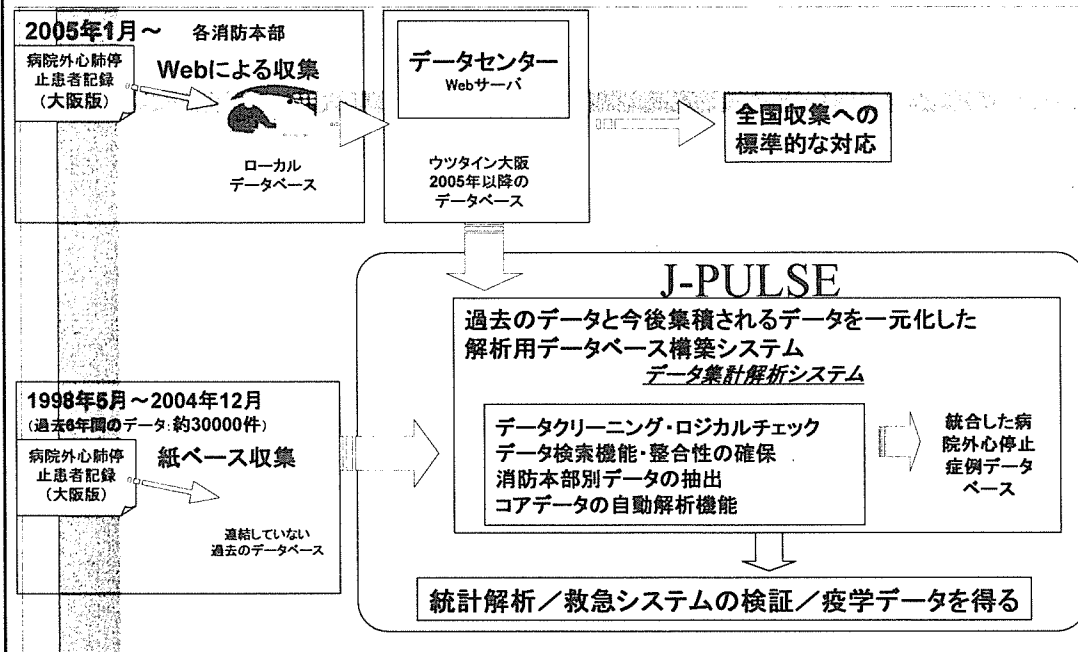 2005年1月～ 各消防本部
病院外心肺停
止患者記録
（大阪版）
Webによる収集
ローカル
データベース
データセンター
Webサーバ
ウツタイン大阪
2005年以降の
データベース
全国収集への
標準的な対応
J-PULSE
過去のデータと今後集積されるデータを一元化した
解析用データベース構築システム
データ集計解析システム
データクリーニング・ロジカルチェック
データ検索機能・整合性の確保
消防本部別データの抽出
コアデータの自動解析機能
統合した病
院外心停止
症例データ
ベース
1998年5月～2004年12月
（過去6年間のデータ：約30000件）
病院外心肺停
止患者記録
（大阪版）
紙ベース収集
連結していない
過去のデータベース
統計解析／救急システムの検証／疫学データを得る